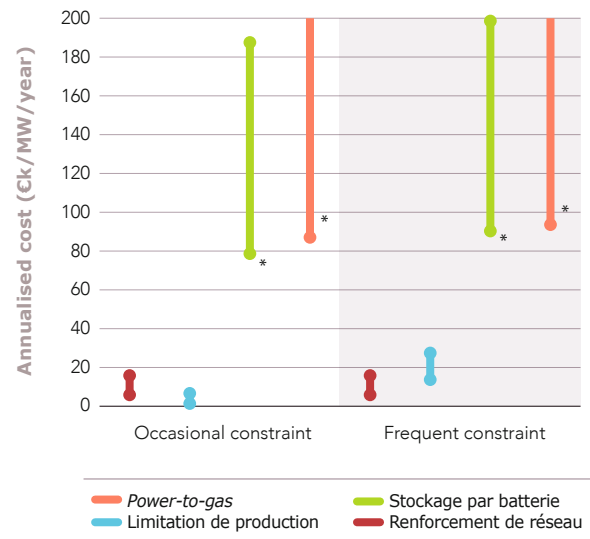 Annualised cost (€k/MW/year)
200
180
160
140
120
100
80
60
40
20
0
*
*
*
*
Occasional constraint
Frequent constraint
Power-to-gas
Stockage par batterie
Limitation de production
Renforcement de réseau